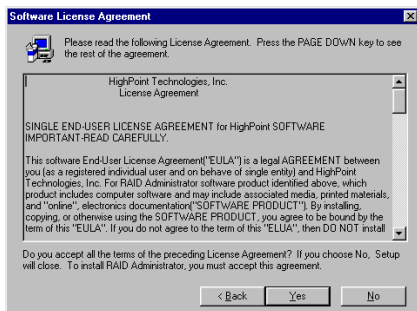 Software License Agreement
Please read the following License Agreement. Press the PAGE DOWN key to see
the rest of the agreement.
HighPoint Technologies, Inc.
License Agreement
SINGLE END-USER LICENSE AGREEMENT for HighPoint SOFTWARE
IMPORTANT-READ CAREFULLY.
This software End-User License Agreement("EULA") is a legal AGREEMENT between
you (as a registered individual user and on behave of single entity) and HighPoint
Technologies, Inc. For RAID Administrator software product identified above, which
product includes computer software and may include associated media, printed materials,
and "online", electronics documentation("SOFTWARE PRODUCT"). By installing,
copying, or otherwise using the SOFTWARE PRODUCT, you agree to be bound by the
term of this "EULA". If you do not agree to the term of this "ELUA", then DO NOT install
Do you accept all the terms of the preceding License Agreement? If you choose No, Setup
will close. To install RAID Administrator, you must accept this agreement.
< Back
Yes
No